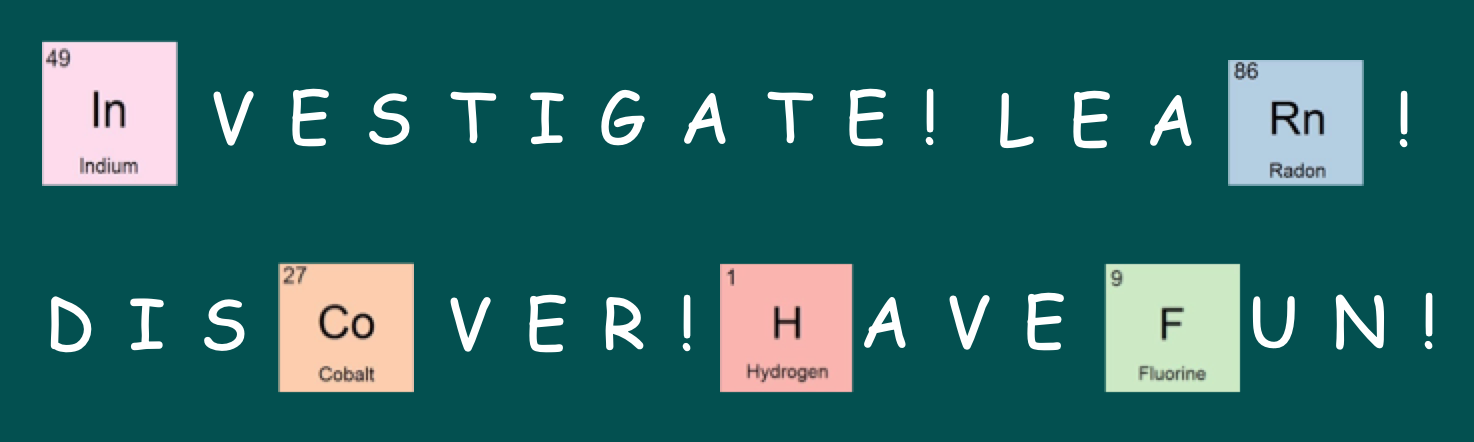 49 In Indium VESTIGATE! LEA 86 Rn Radon !
DIS 27 Co Cobalt VER! 1 H Hydrogen AVE 9 F Fluorine UN!